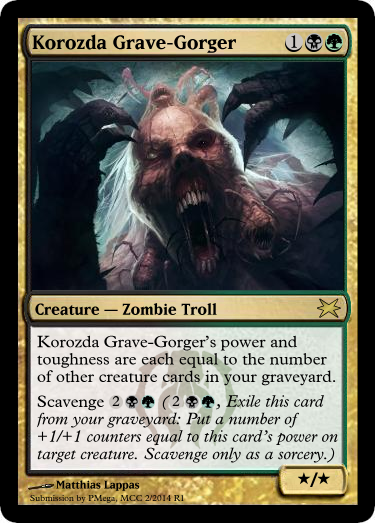 Korozda Grave-Gorger 1
Creature — Zombie Troll
Korozda Grave-Gorger's power and
toughness are each equal to the number
of other creature cards in your graveyard.
Scavenge 2 ( 2 , Exile this card
from your graveyard: Put a number of
+1/+1 counters equal to this card's power on
target creature. Scavenge only as a sorcery.)
★/★
Matthias Lappas
Submission by PMega, MCC 2/2014 R1